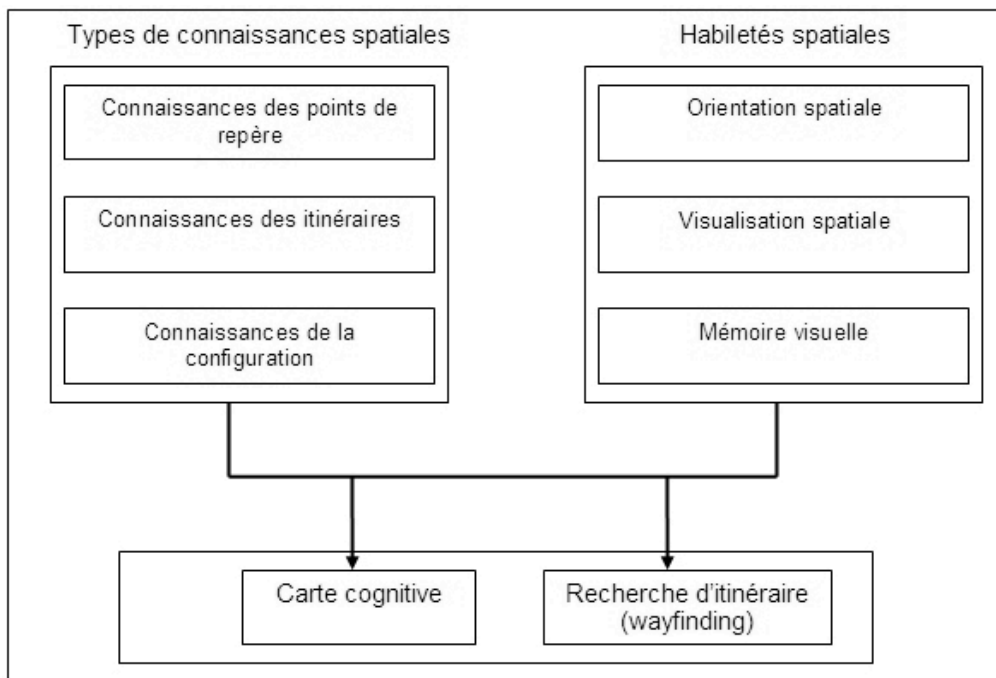 Types de connaissances spatiales
Connaissances des points de
repère
Connaissances des itinéraires
Connaissances de la
configuration
Habiletés spatiales
Orientation spatiale
Visualisation spatiale
Mémoire visuelle
Carte cognitive
Recherche d'itinéraire
(wayfinding)